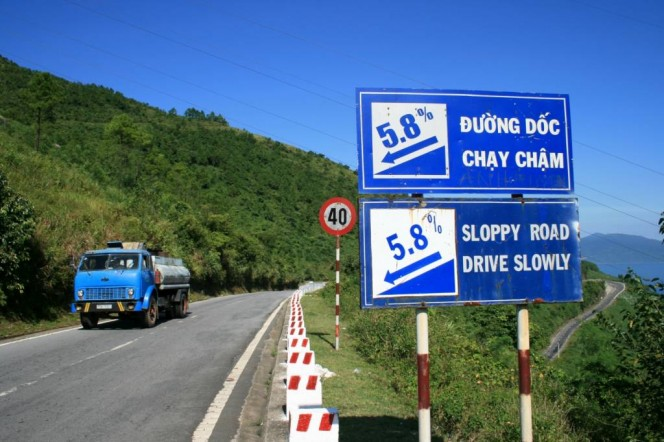 5.8%
ĐƯỜNG DỐC
CHẠY CHẬM
40
5.8%
SLOPPY ROAD
DRIVE SLOWLY